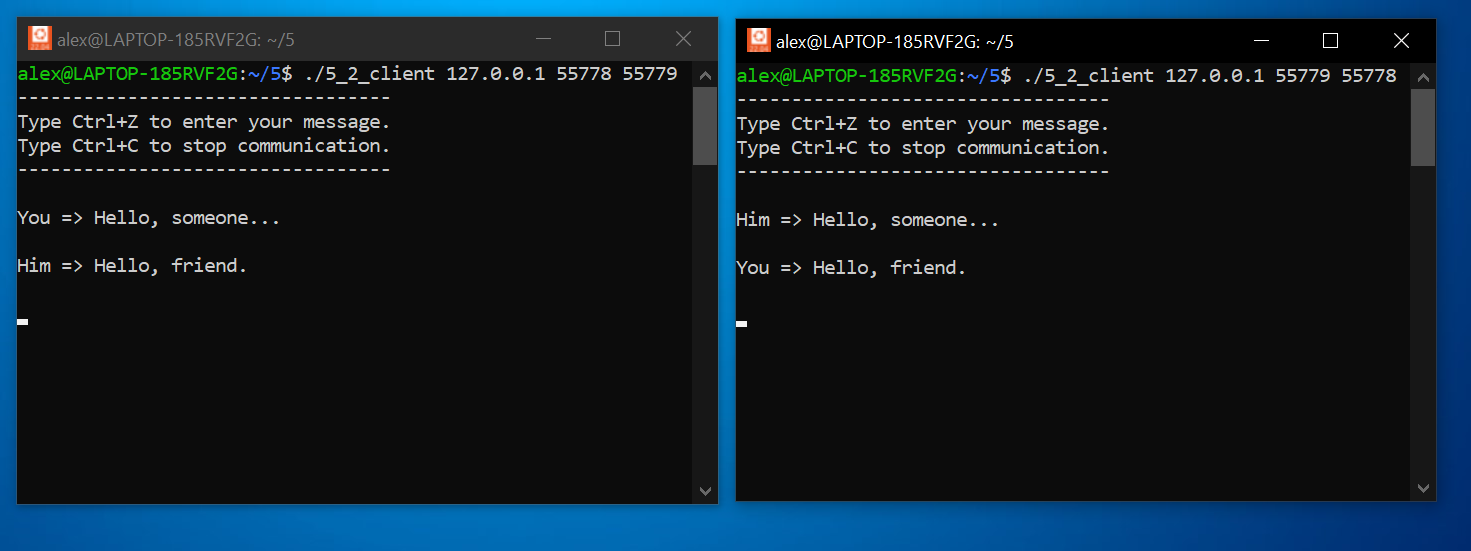 alex@LAPTOP-185RVF2G: ~/5
alex@LAPTOP-185RVF2G:~/5$ ./5_2_client 127.0.0.1 55778 55779
----------------------------------
Type Ctrl+Z to enter your message.
Type Ctrl+C to stop communication.
----------------------------------
You => Hello, someone...
Him => Hello, friend.
alex@LAPTOP-185RVF2G: ~/5
alex@LAPTOP-185RVF2G:~/5$ ./5_2_client 127.0.0.1 55779 55778
----------------------------------
Type Ctrl+Z to enter your message.
Type Ctrl+C to stop communication.
----------------------------------
Him => Hello, someone...
You => Hello, friend.